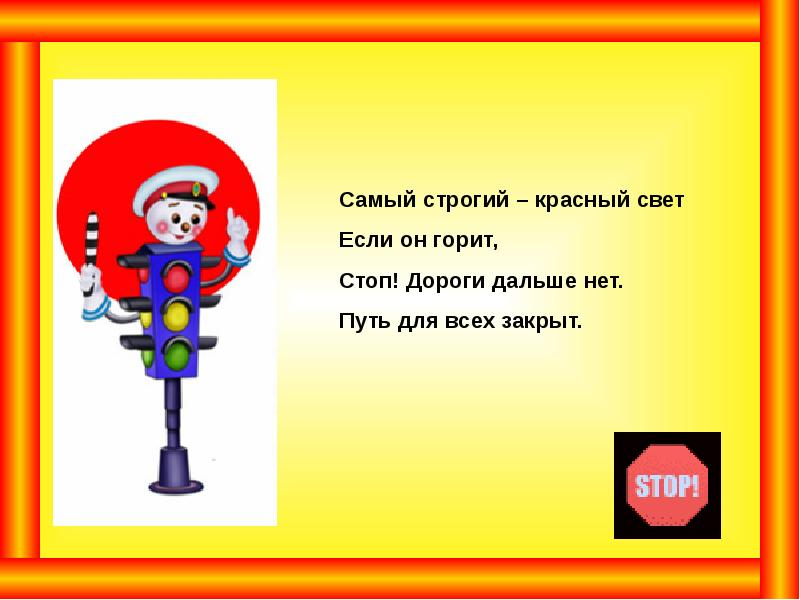 Самый строгий – красный свет
Если он горит,
Стоп! Дороги дальше нет.
Путь для всех закрыт.
STOP!